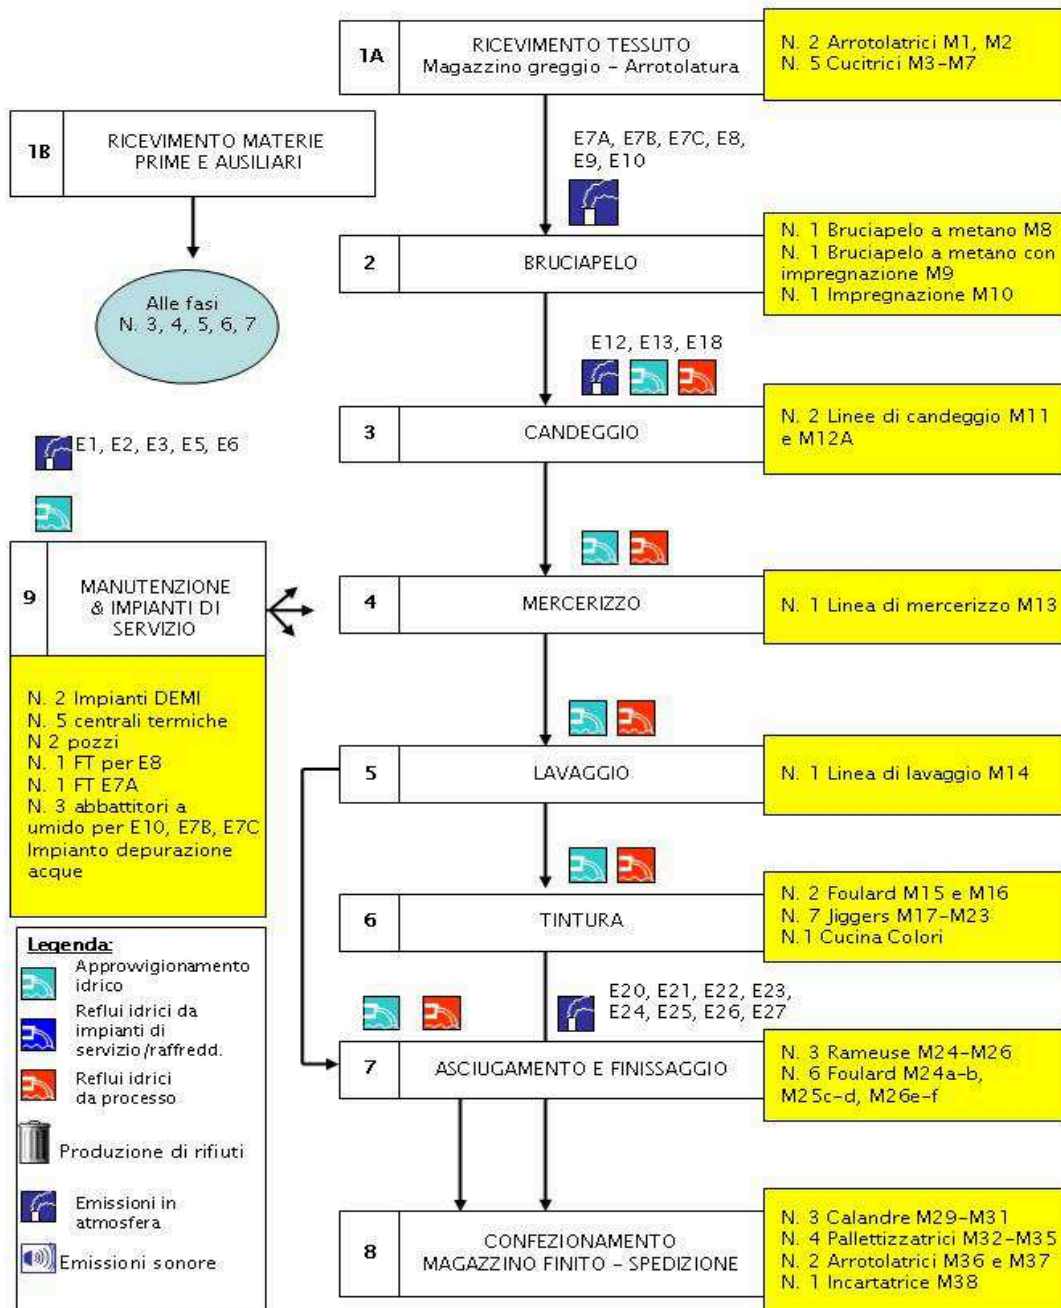 1A
RICEVIMENTO TESSUTO
Magazzino greggio – Arrotolatura
N. 2 Arrotolatrici M1, M2
N. 5 Cucitrici M3–M7
1B
RICEVIMENTO MATERIE
PRIME E AUSILIARI
E7A, E7B, E7C, E8,
E9, E10
2
BRUCIAPELO
N. 1 Bruciapelo a metano M8
N. 1 Bruciapelo a metano con
impregnazione M9
N. 1 Impregnazione M10
Alle fasi
N. 3, 4, 5, 6, 7
E12, E13, E18
3
CANDEGGIO
N. 2 Linee di candeggio M11
e M12A
E1, E2, E3, E5, E6
9
MANUTENZIONE
& IMPIANTI DI
SERVIZIO
4
MERCERIZZO
N. 1 Linea di mercerizzo M13
N. 2 Impianti DEMI
N. 5 centrali termiche
N 2 pozzi
N. 1 FT per E8
N. 1 FT E7A
N. 3 abbattitori a
umido per E10, E7B, E7C
Impianto depurazione
acque
5
LAVAGGIO
N. 1 Linea di lavaggio M14
6
TINTURA
N. 2 Foulard M15 e M16
N. 7 Jiggers M17–M23
N.1 Cucina Colori
E20, E21, E22, E23,
E24, E25, E26, E27
7
ASCIUGAMENTO E FINISSAGGIO
N. 3 Rameuse M24–M26
N. 6 Foulard M24a–b,
M25c–d, M26e–f
8
CONFEZIONAMENTO
MAGAZZINO FINITO – SPEDIZIONE
N. 3 Calandre M29–M31
N. 4 Pallettizzatrici M32–M35
N. 2 Arrotolatrici M36 e M37
N. 1 Incartatrice M38
Legenda:
Approvvigionamento
idrico
Reflui idrici da
impianti di
servizio/raffredd.
Reflui idrici
da processo
Produzione di rifiuti
Emissioni in
atmosfera
Emissioni sonore